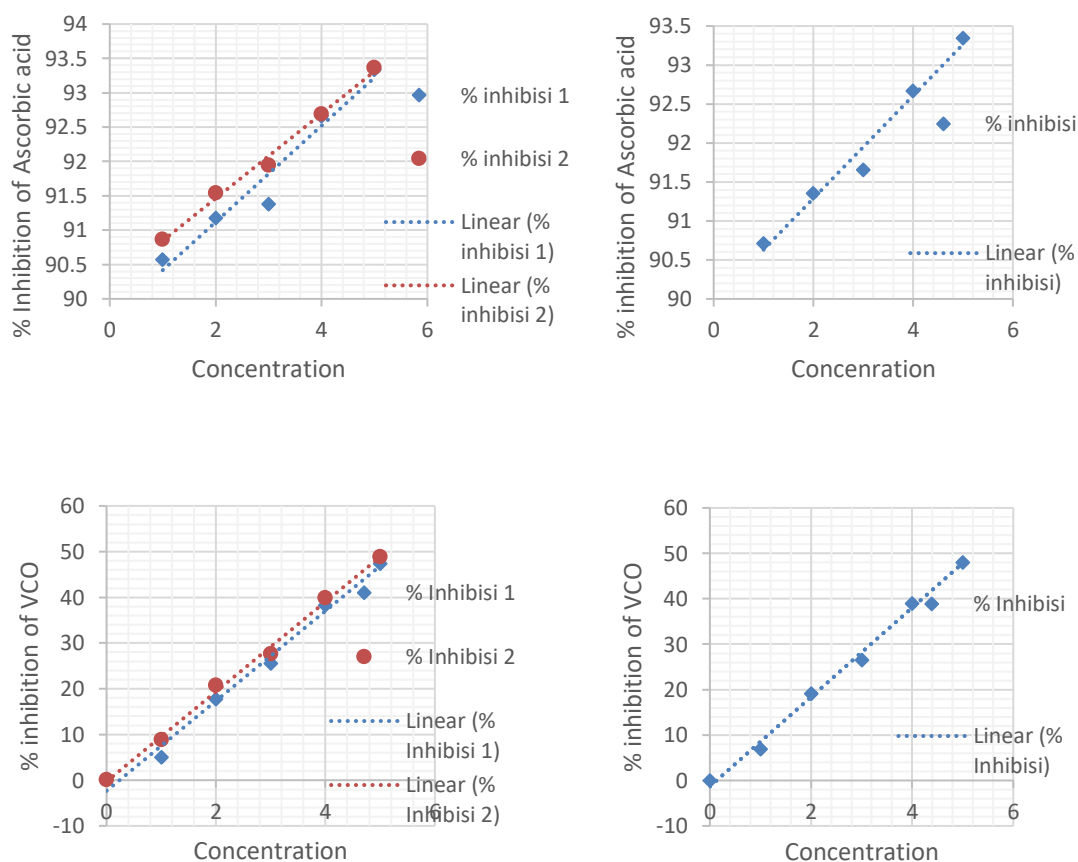 % Inhibition of Ascorbic acid
94
93.5
93
92.5
92
91.5
91
90.5
90
0
2
4
6
Concentration
% inhibisi 1
% inhibisi 2
Linear (%
inhibisi 1)
Linear (%
inhibisi 2)
% inhibition of Ascorbic acid
93.5
93
92.5
92
91.5
91
90.5
90
0
2
4
6
Concenration
% inhibisi
Linear (%
inhibisi)
% inhibition of VCO
60
50
40
30
20
10
0
-10
0
2
4
6
Concentration
% Inhibisi 1
% Inhibisi 2
Linear (%
Inhibisi 1)
Linear (%
Inhibisi 2)
% inhibition of VCO
60
50
40
30
20
10
0
-10
0
2
4
6
Concentration
% Inhibisi
Linear (%
Inhibisi)